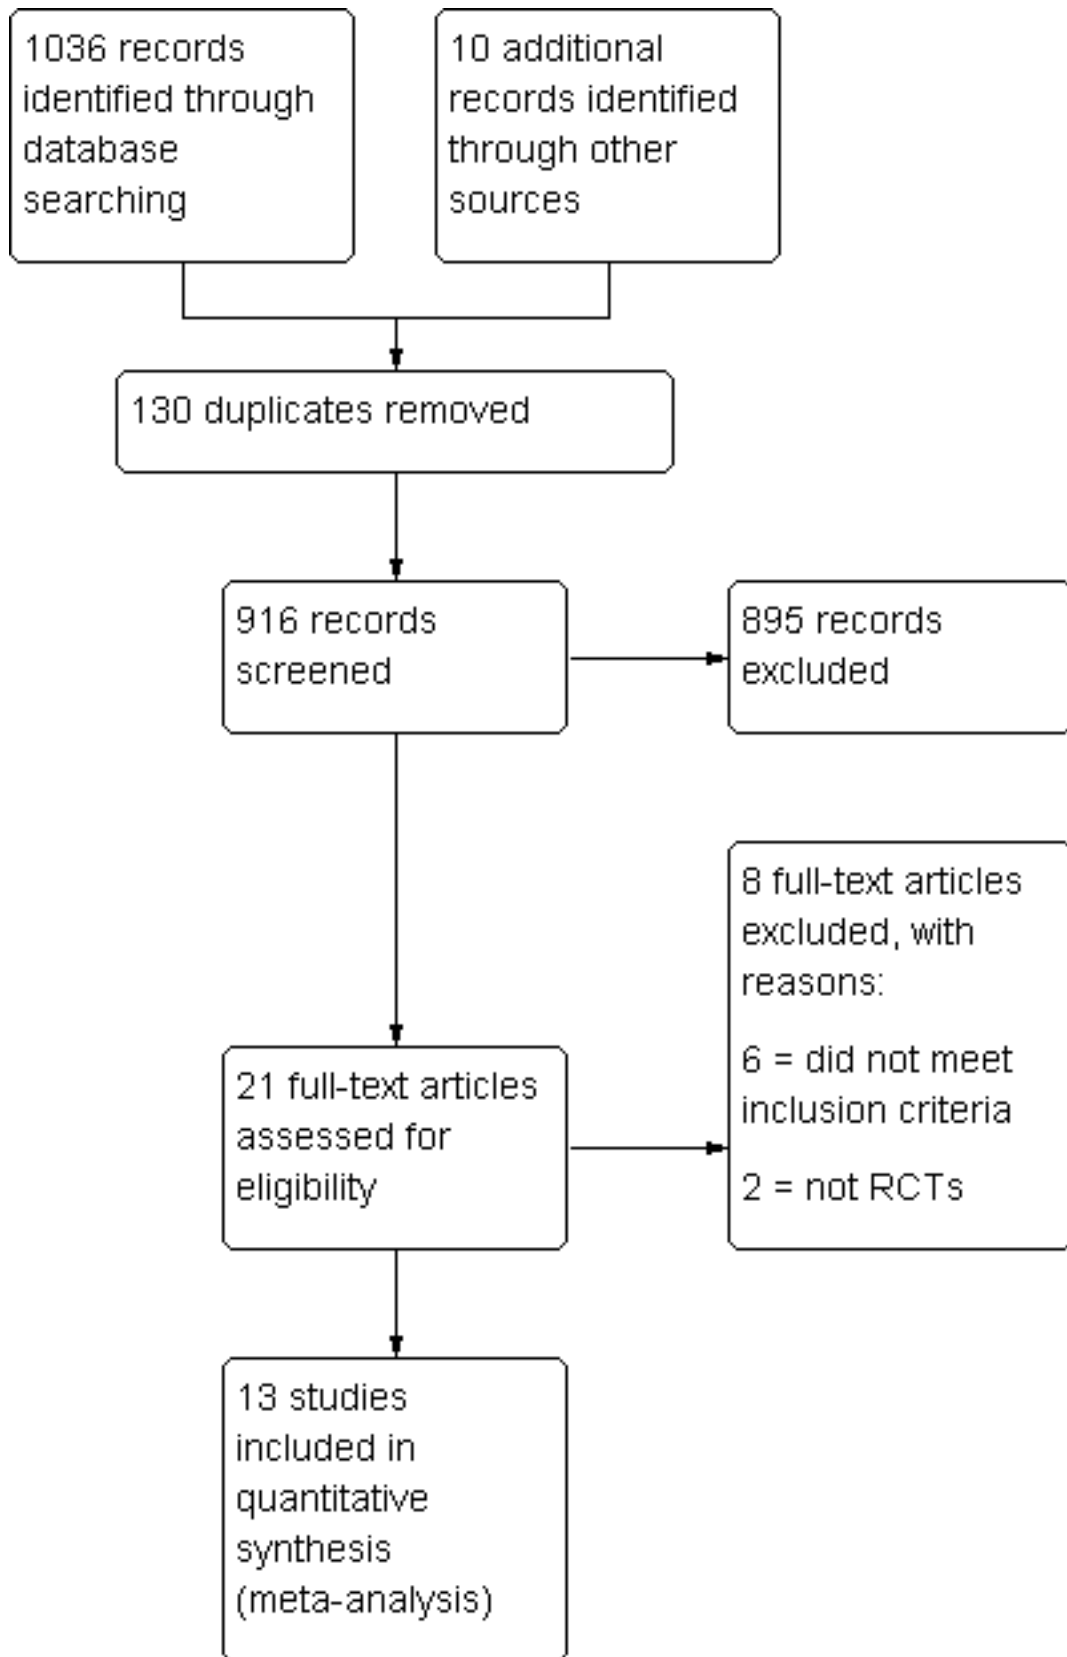 1036 records
identified through
database
searching
10 additional
records identified
through other
sources
130 duplicates removed
916 records
screened
895 records
excluded
8 full-text articles
excluded, with
reasons:
6 = did not meet
inclusion criteria
2 = not RCTs
21 full-text articles
assessed for
eligibility
13 studies
included in
quantitative
synthesis
(meta-analysis)